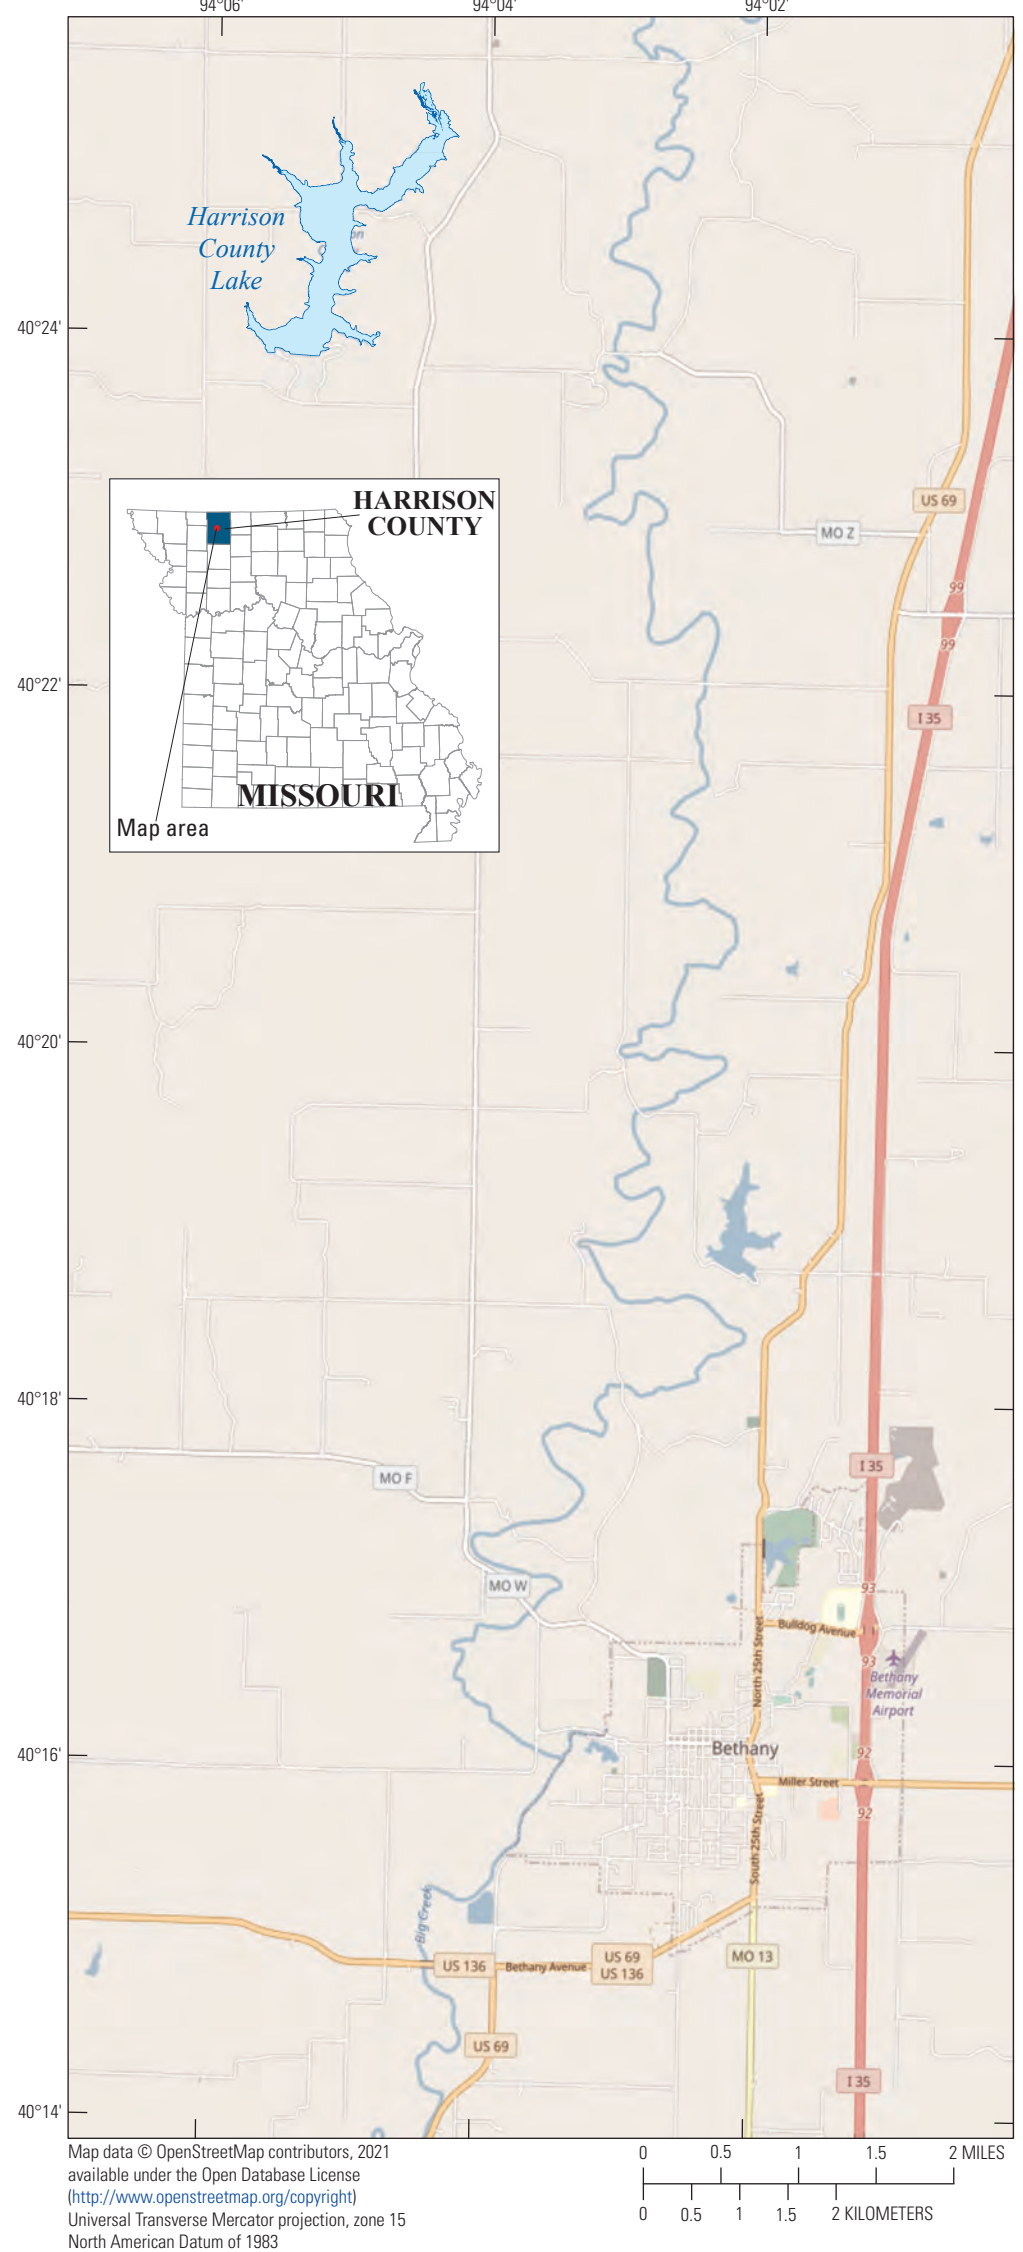 94°06'
94°04'
94°02'
Harrison
County
Lake
40°24'
HARRISON
COUNTY
US 69
MO Z
99
99
40°22'
I 35
MISSOURI
Map area
40°20'
40°18'
I 35
MO F
MO W
93
Bulldog Avenue
North 25th Street
93
Bethany
Memorial
Airport
40°16'
Bethany
92
Miller Street
92
South 25th Street
Big Creek
US 136
Bethany Avenue
US 69
US 136
MO 13
US 69
I 35
40°14'
Map data © OpenStreetMap contributors, 2021
available under the Open Database License
(http://www.openstreetmap.org/copyright)
Universal Transverse Mercator projection, zone 15
North American Datum of 1983
0 0.5 1 1.5 2 MILES
0 0.5 1 1.5 2 KILOMETERS